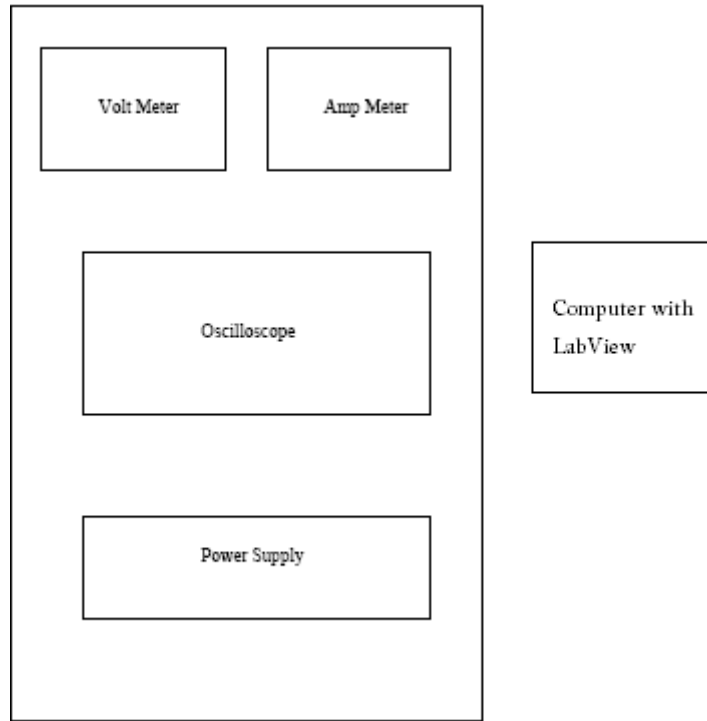 Volt Meter
Amp Meter
Oscilloscope
Computer with
LabView
Power Supply